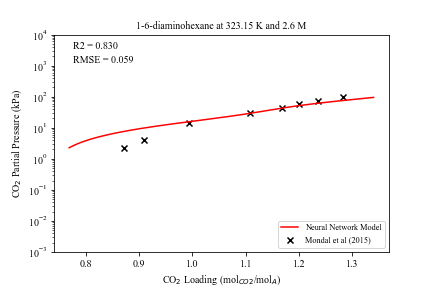 1-6-diaminohexane at 323.15 K and 2.6 M
R2 = 0.830
RMSE = 0.059
CO₂ Partial Pressure (kPa)
10⁴
10³
10²
10¹
10⁰
10⁻¹
10⁻²
10⁻³
0.8 0.9 1.0 1.1 1.2 1.3
CO₂ Loading (mol_CO2/mol_A)
Neural Network Model
Mondal et al (2015)